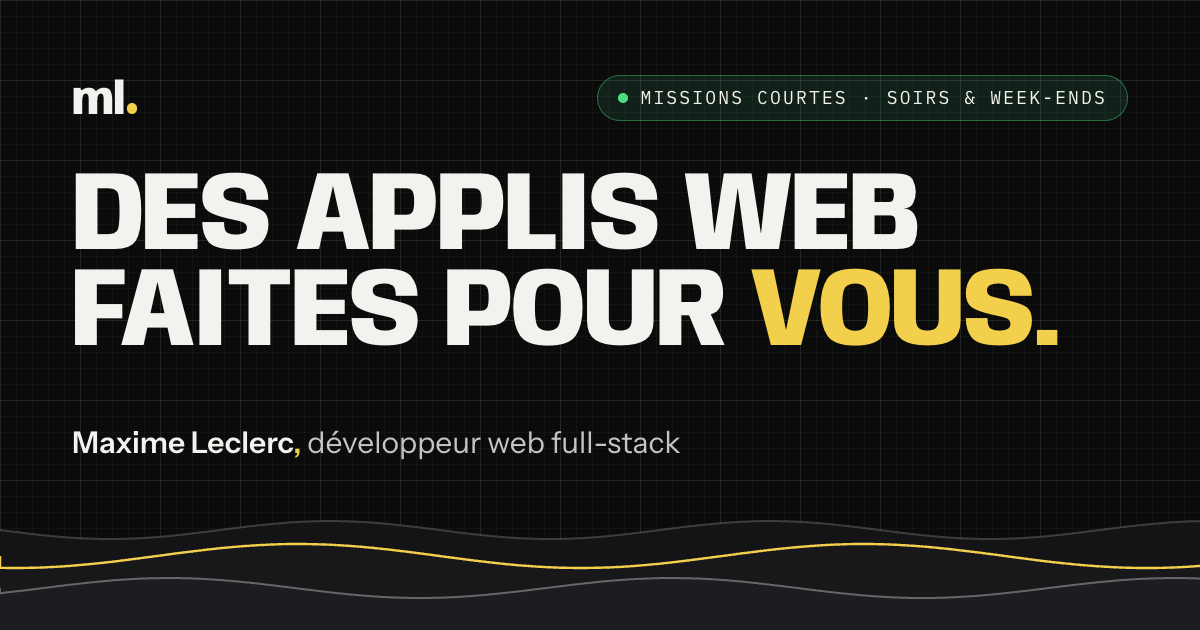 ml.
MISSIONS COURTES · SOIRS & WEEK-ENDS
DES APPLIS WEB
FAITES POUR VOUS.
Maxime Leclerc, développeur web full-stack